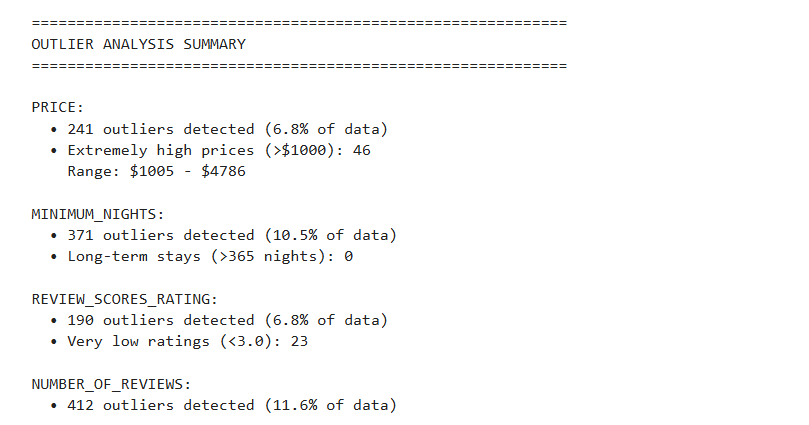 ============================================================
OUTLIER ANALYSIS SUMMARY
============================================================
PRICE:
• 241 outliers detected (6.8% of data)
• Extremely high prices (>$1000): 46
Range: $1005 - $4786
MINIMUM_NIGHTS:
• 371 outliers detected (10.5% of data)
• Long-term stays (>365 nights): 0
REVIEW_SCORES_RATING:
• 190 outliers detected (6.8% of data)
• Very low ratings (<3.0): 23
NUMBER_OF_REVIEWS:
• 412 outliers detected (11.6% of data)